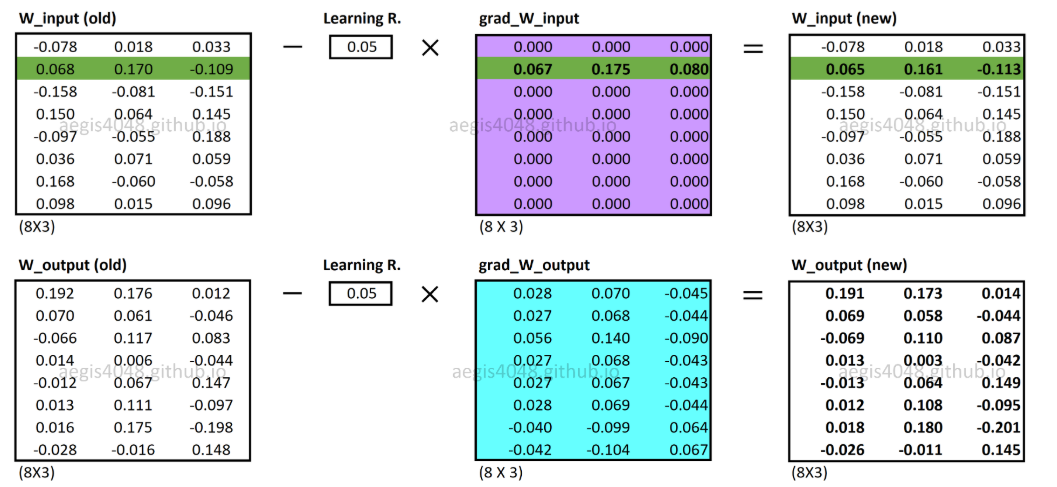 W_input (old) Learning R. grad_W_input W_input (new)
-0.078 0.018 0.033 − 0.05 × 0.000 0.000 0.000 = -0.078 0.018 0.033
0.068 0.170 -0.109 0.067 0.175 0.080 0.065 0.161 -0.113
-0.158 -0.081 -0.151 0.000 0.000 0.000 -0.158 -0.081 -0.151
0.150 0.064 0.145 0.000 0.000 0.000 0.150 0.064 0.145
aegis4048.github.io aegis4048.github.io aegis4048.github.io
-0.097 -0.055 0.188 0.000 0.000 0.000 -0.097 -0.055 0.188
0.036 0.071 0.059 0.000 0.000 0.000 0.036 0.071 0.059
0.168 -0.060 -0.058 0.000 0.000 0.000 0.168 -0.060 -0.058
0.098 0.015 0.096 0.000 0.000 0.000 0.098 0.015 0.096
(8X3) (8 X 3) (8X3)
W_output (old) Learning R. grad_W_output W_output (new)
0.192 0.176 0.012 − 0.05 × 0.028 0.070 -0.045 = 0.191 0.173 0.014
0.070 0.061 -0.046 0.027 0.068 -0.044 0.069 0.058 -0.044
-0.066 0.117 0.083 0.056 0.140 -0.090 -0.069 0.110 0.087
0.014 0.006 -0.044 0.027 0.068 -0.043 0.013 0.003 -0.042
aegis4048.github.io aegis4048.github.io aegis4048.github.io
-0.012 0.067 0.147 0.027 0.067 -0.043 -0.013 0.064 0.149
0.013 0.111 -0.097 0.028 0.069 -0.044 0.012 0.108 -0.095
0.016 0.175 -0.198 -0.040 -0.099 0.064 0.018 0.180 -0.201
-0.028 -0.016 0.148 -0.042 -0.104 0.067 -0.026 -0.011 0.145
(8X3) (8 X 3) (8X3)